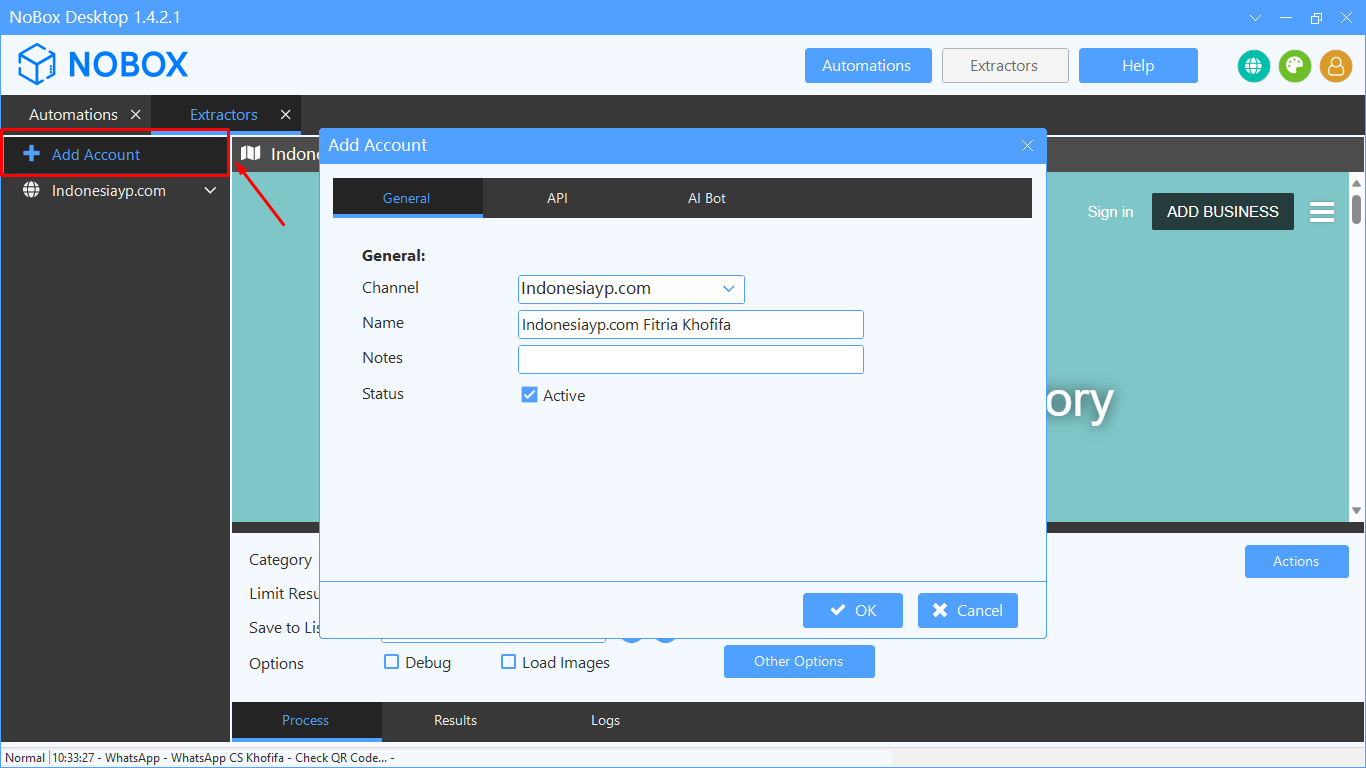 NoBox Desktop 1.4.2.1
NOBOX
Automations
Extractors
Help
Automations
Extractors
Add Account
Indonesiayp.com
Indone
Add Account
General
API
AI Bot
Sign in
ADD BUSINESS
General:
Channel
Indonesiayp.com
Name
Indonesiayp.com Fitria Khofifa
Notes
Status
Active
ory
Category
Actions
Limit Resu
OK
Cancel
Save to Lis
Options
Debug
Load Images
Other Options
Process
Results
Logs
Normal
10:33:27 - WhatsApp - WhatsApp CS Khofifa - Check QR Code... -